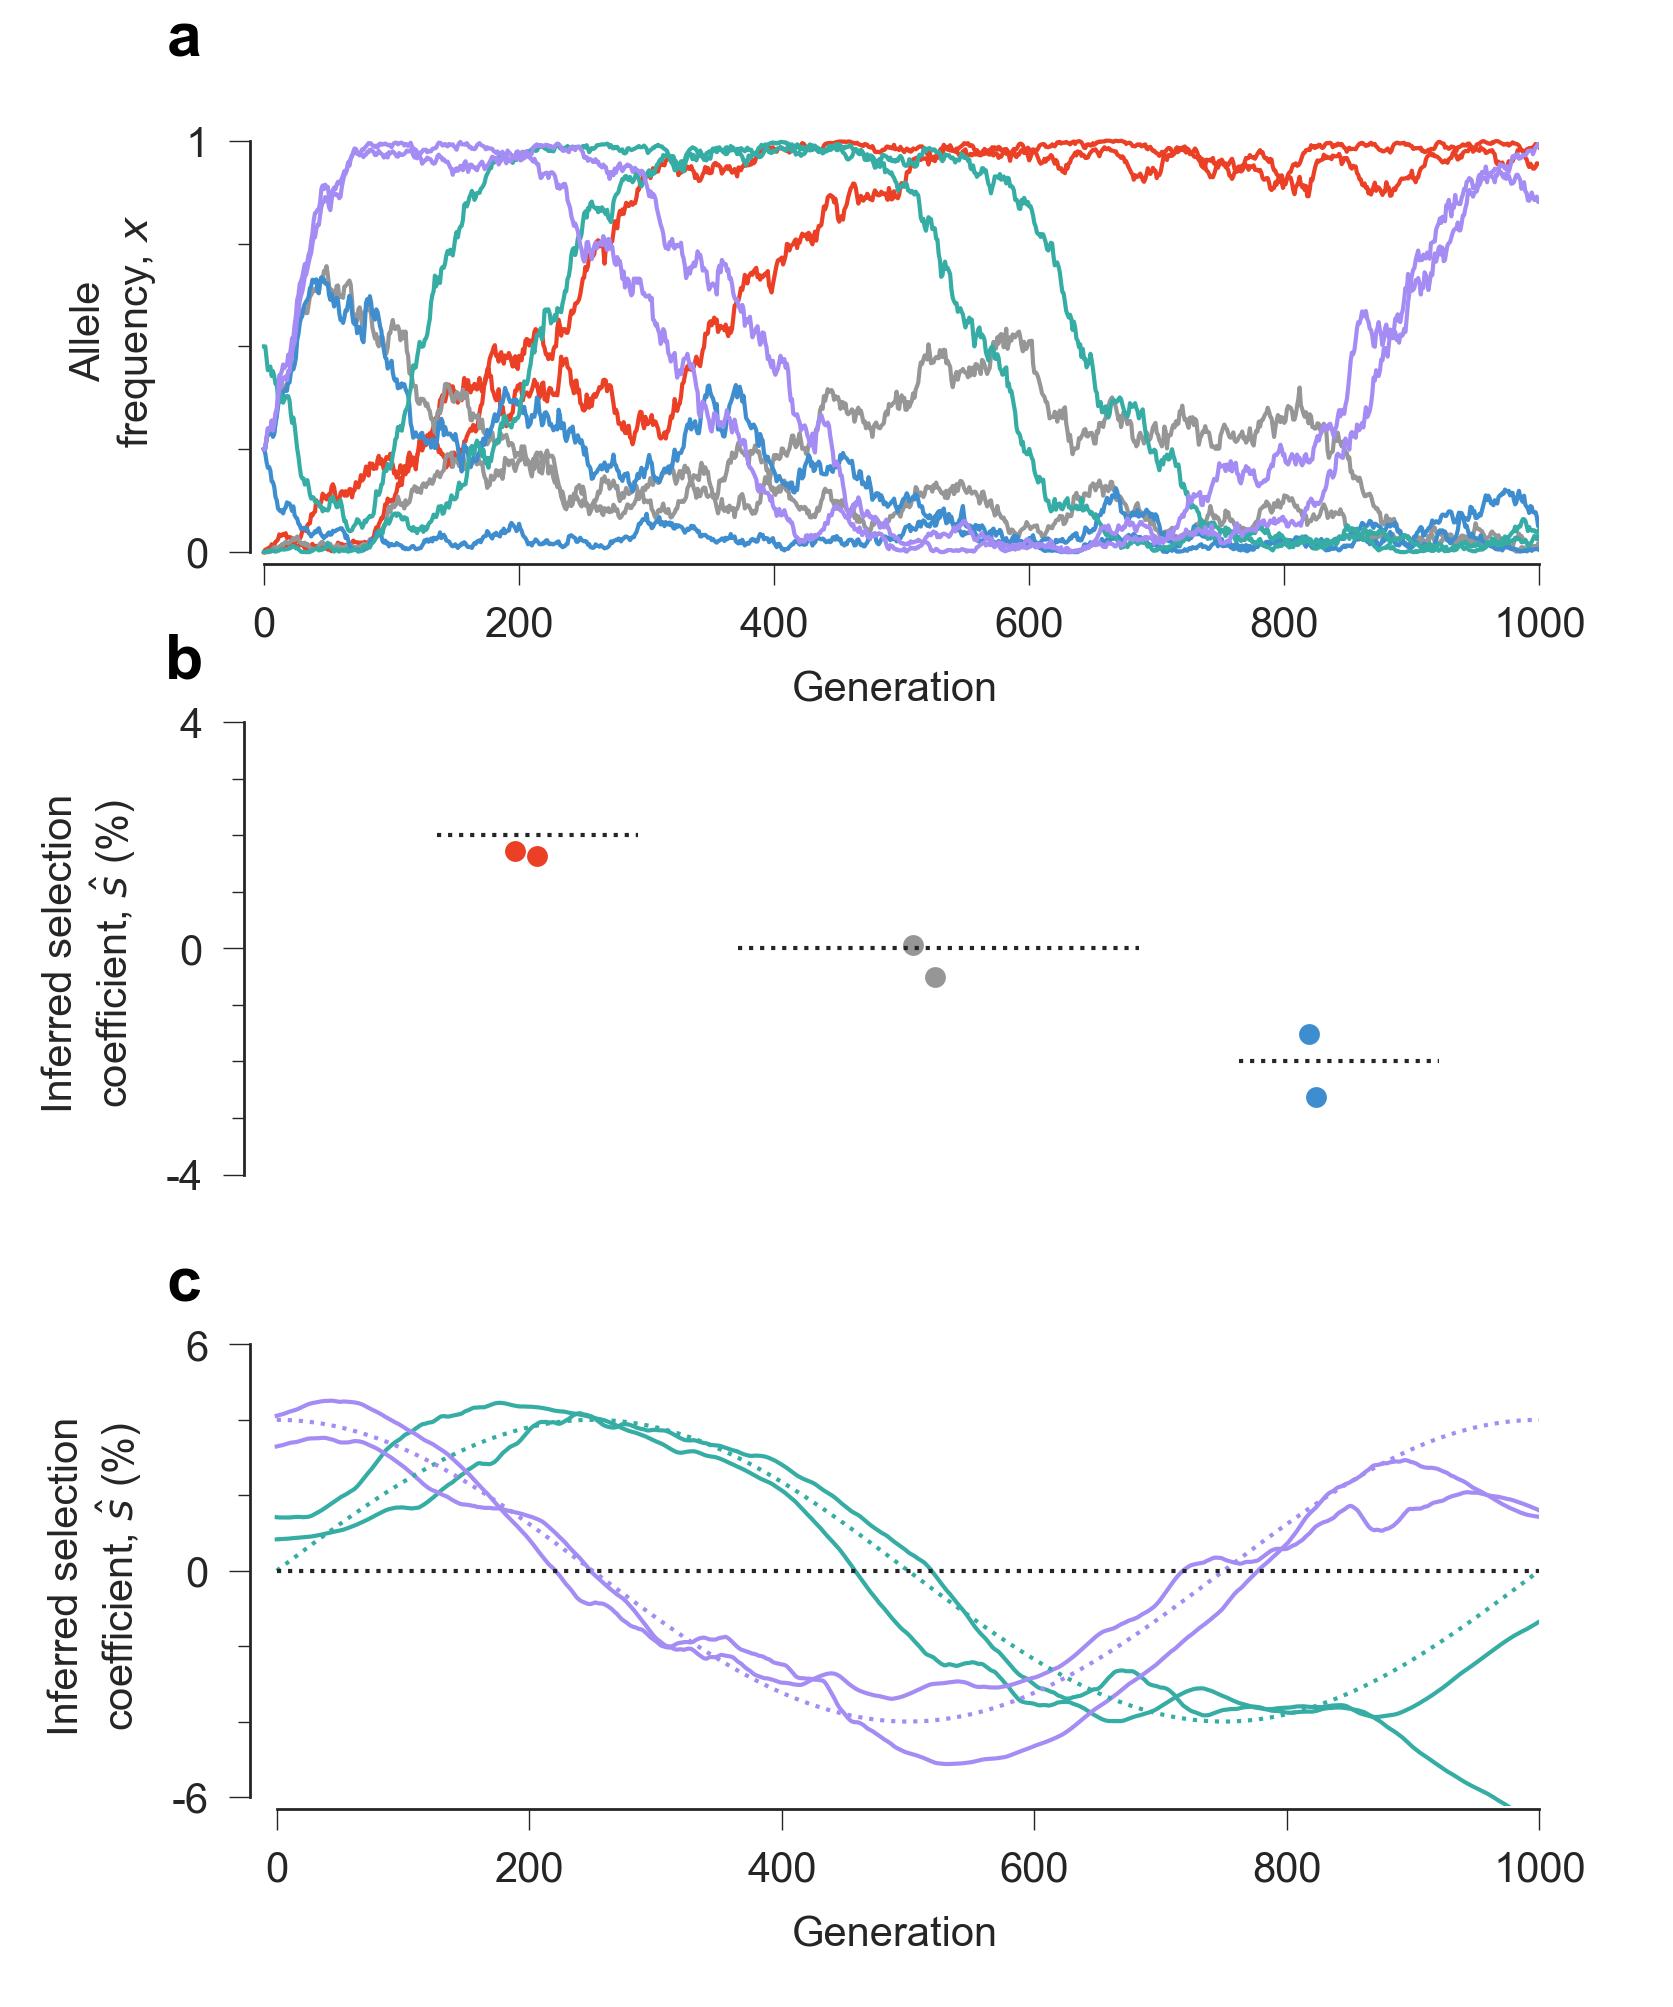 a
Allele
frequency, x
1
0
0 200 400 600 800 1000
Generation
b
Inferred selection
coefficient, ŝ (%)
4
0
-4
c
Inferred selection
coefficient, ŝ (%)
6
0
-6
0 200 400 600 800 1000
Generation